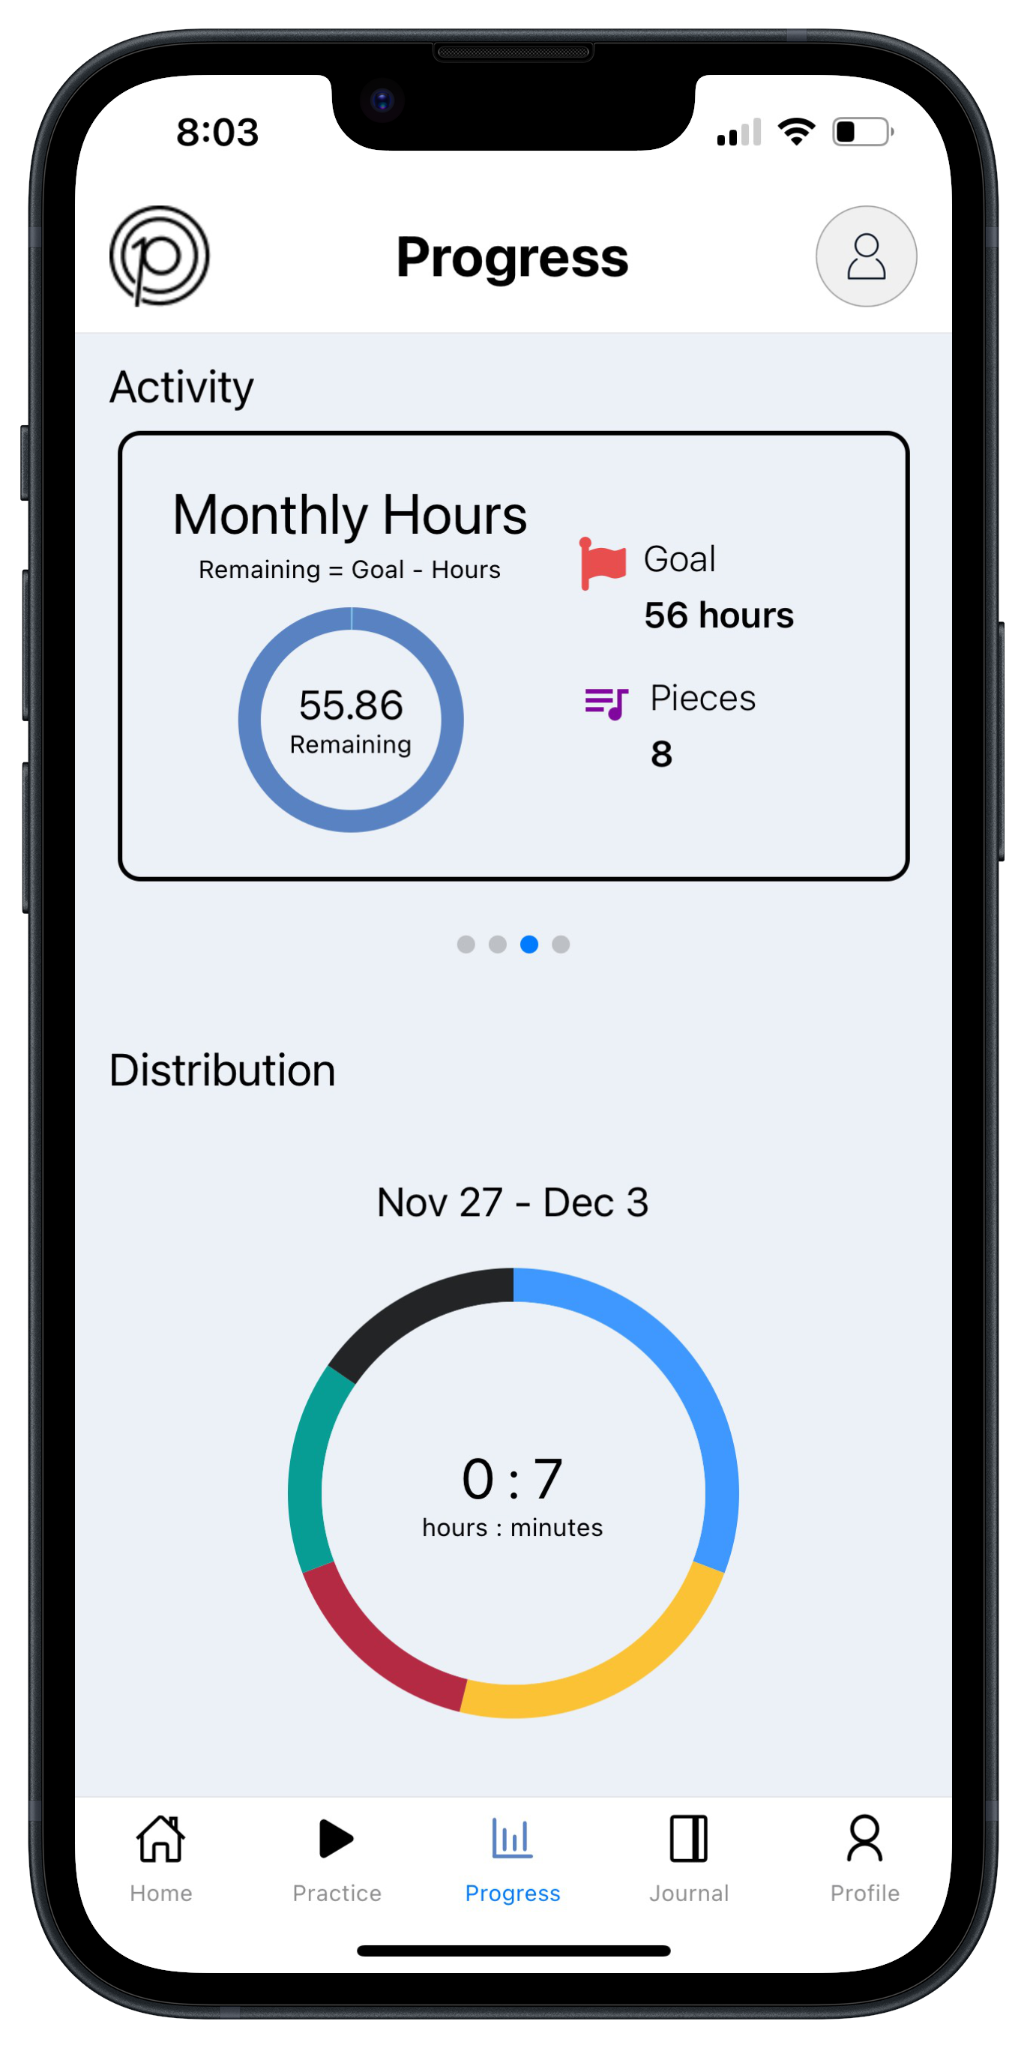 8:03
Progress
Activity
Monthly Hours
Remaining = Goal - Hours
55.86
Remaining
Goal
56 hours
Pieces
8
Distribution
Nov 27 - Dec 3
0 : 7
hours : minutes
Home
Practice
Progress
Journal
Profile